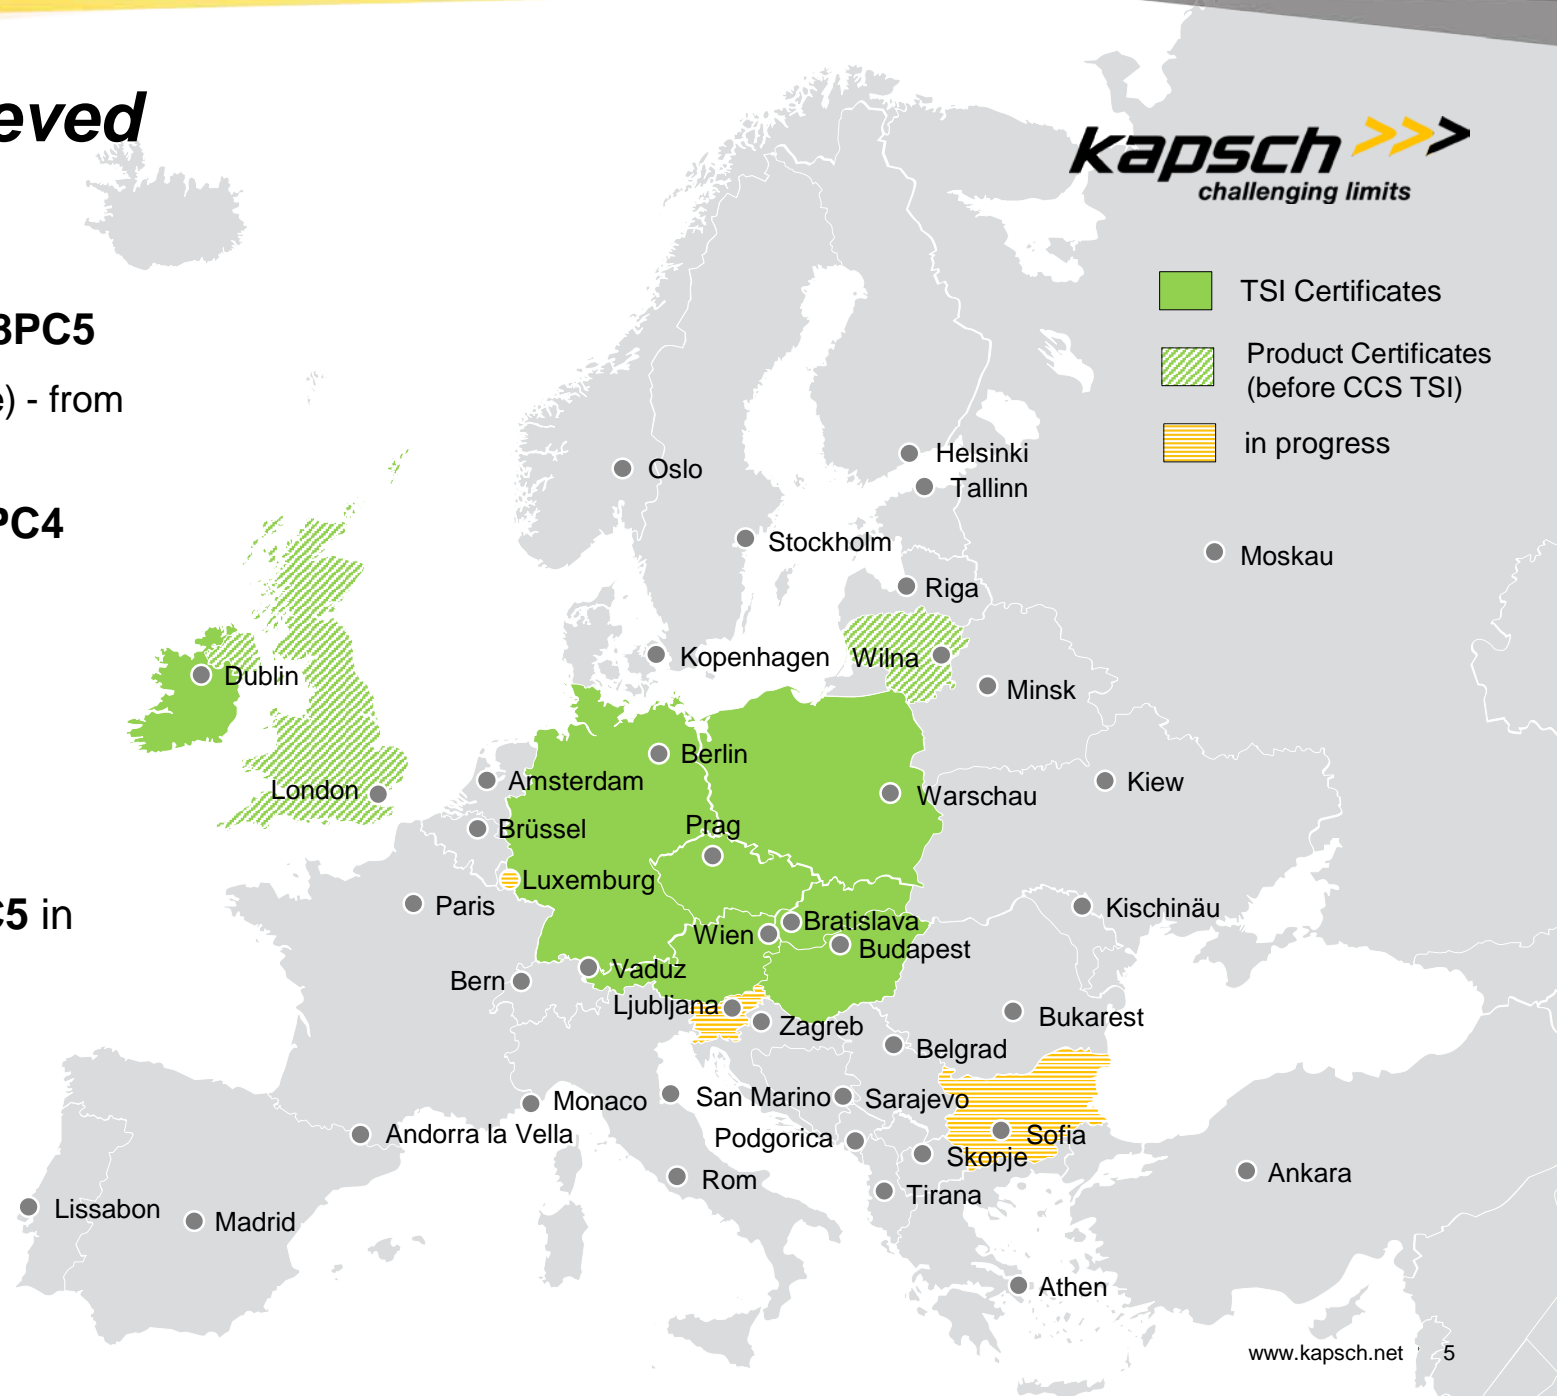 eved
kapsch >>>
challenging limits
TSI Certificates
Product Certificates
(before CCS TSI)
in progress
3PC5
e) - from
PC4
C5 in
Oslo
Helsinki
Tallinn
Stockholm
Moskau
Riga
Kopenhagen
Wilna
Dublin
Minsk
Berlin
Amsterdam
London
Warschau
Kiew
Brüssel
Prag
Luxemburg
Paris
Kischinäu
Bratislava
Wien
Budapest
Vaduz
Bern
Ljubljana
Zagreb
Bukarest
Belgrad
Monaco
San Marino
Sarajevo
Andorra la Vella
Podgorica
Sofia
Skopje
Rom
Ankara
Tirana
Lissabon
Madrid
Athen
www.kapsch.net
5